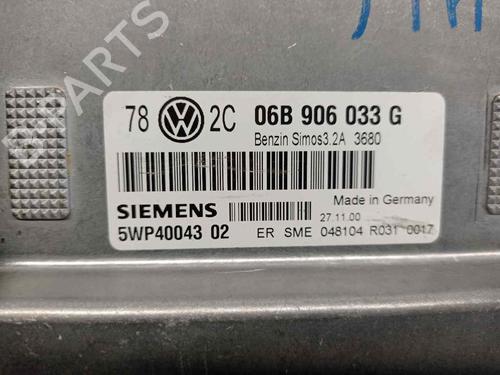 PARTS
78 2C 06B 906 033 G
Benzin Simos3.2A 3680
SIEMENS
Made in Germany
27.11.00
5WP40043 02
ER SME 048104 R031 0017